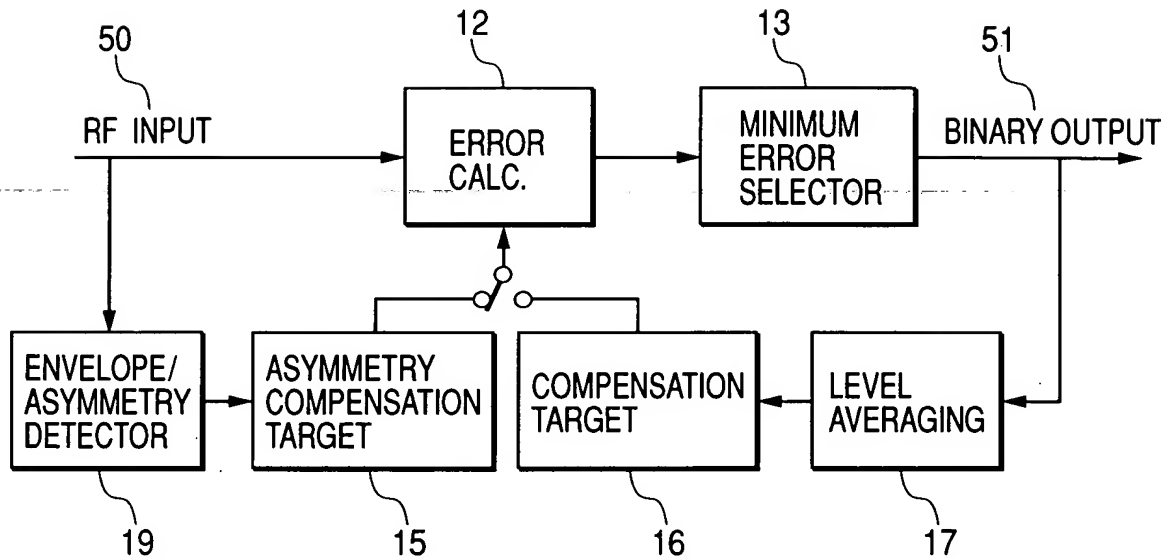 50
12
13
51
RF INPUT
ERROR
CALC.
MINIMUM
ERROR
SELECTOR
BINARY OUTPUT
ENVELOPE/
ASYMMETRY
DETECTOR
ASYMMETRY
COMPENSATION
TARGET
COMPENSATION
TARGET
LEVEL
AVERAGING
19
15
16
17